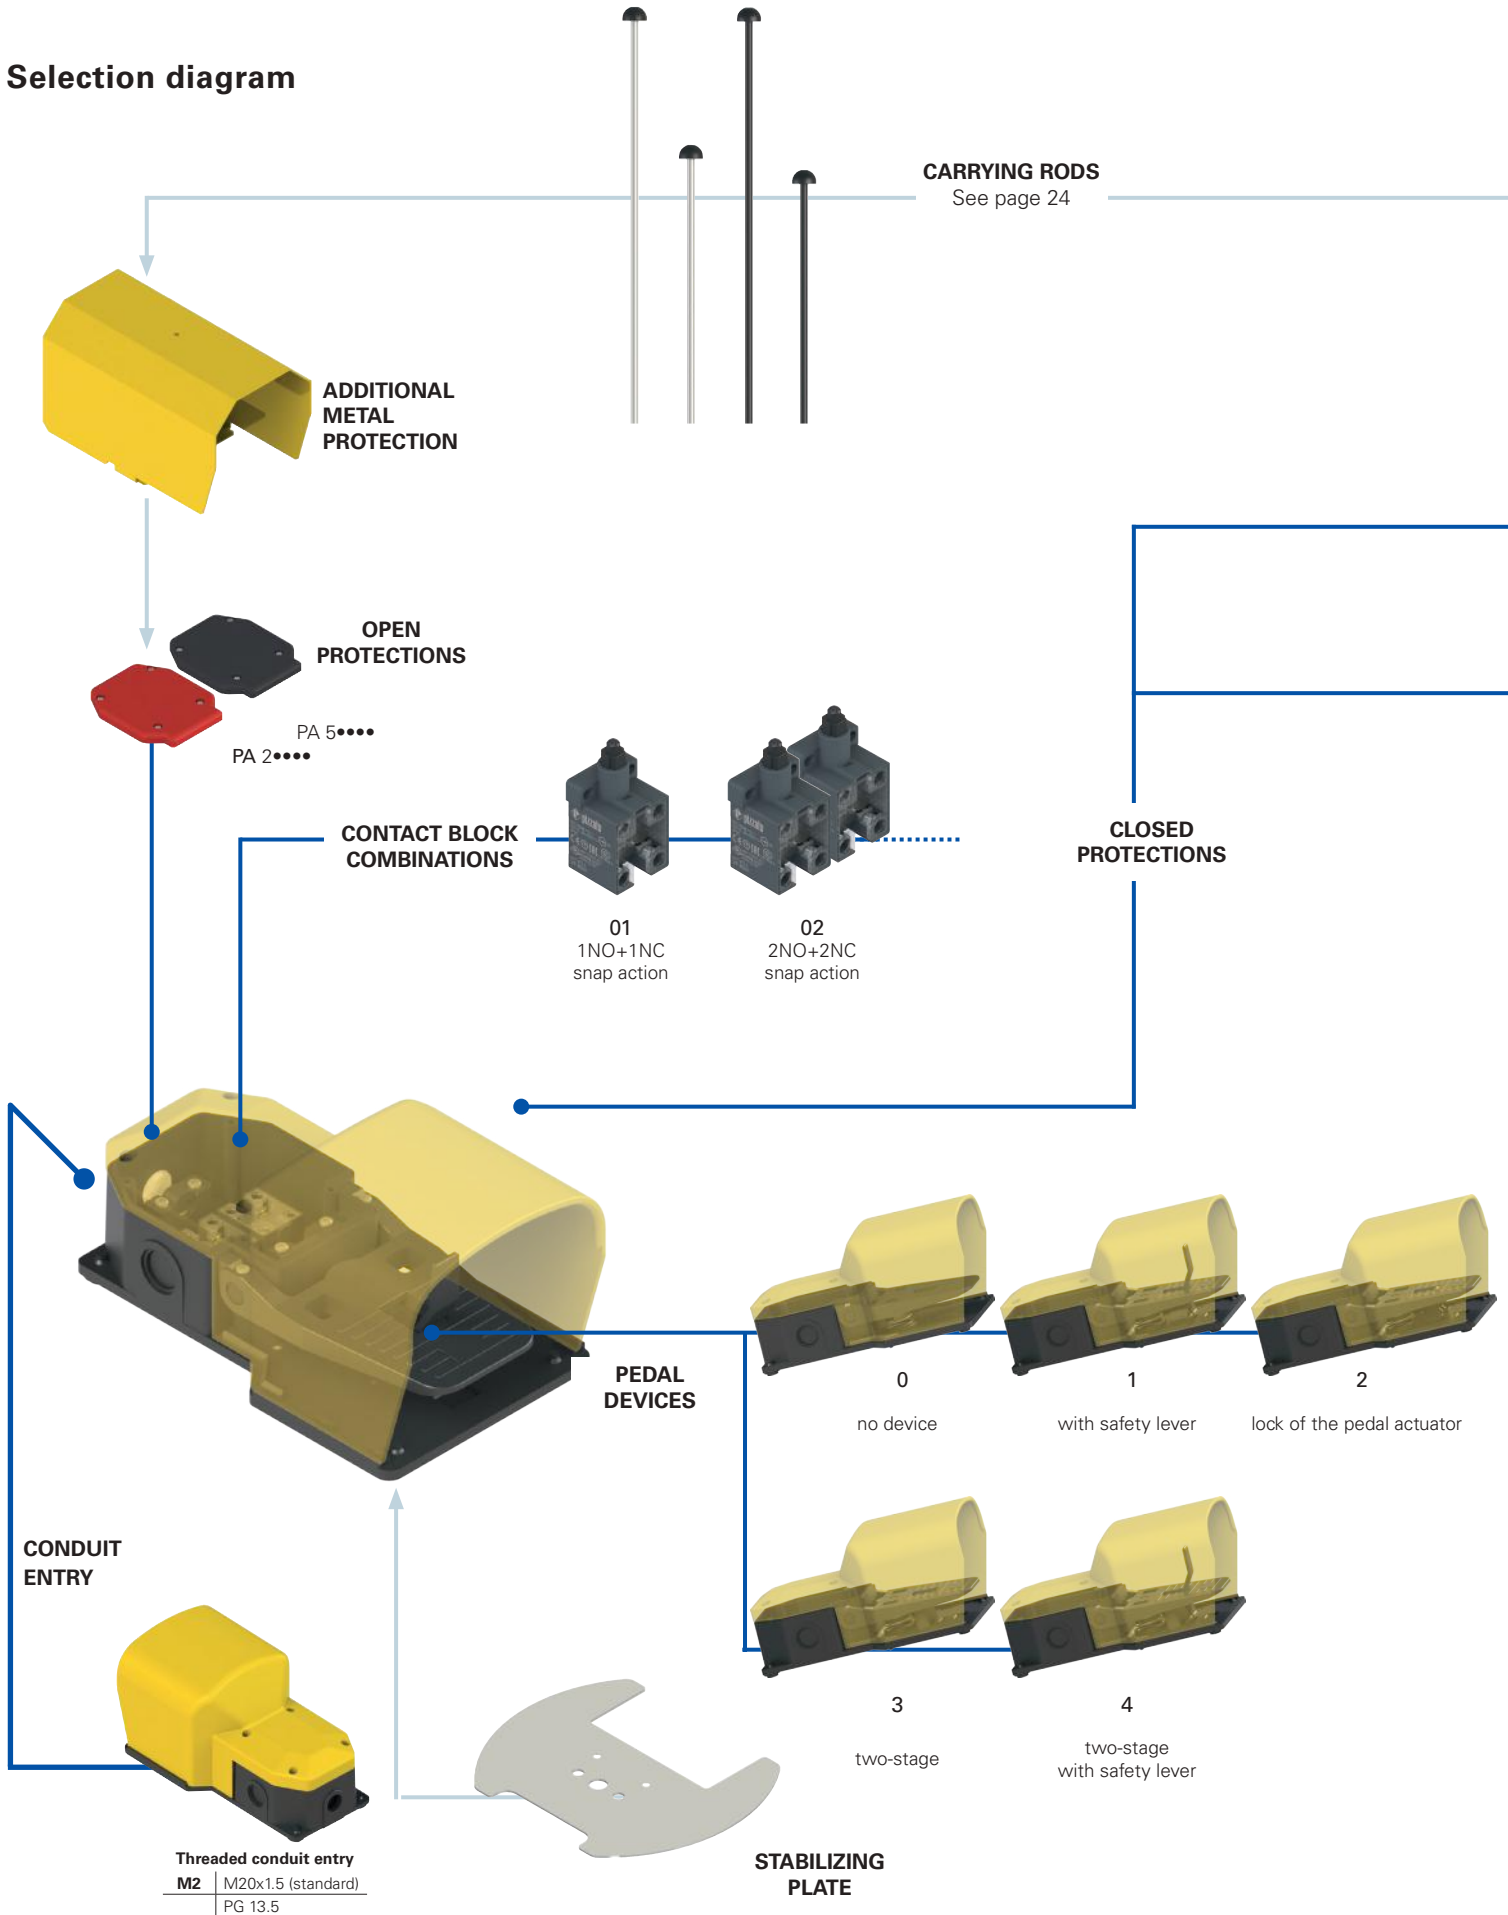 Selection diagram
CARRYING RODS
See page 24
ADDITIONAL
METAL
PROTECTION
OPEN
PROTECTIONS
PA 5••••
PA 2••••
CONTACT BLOCK
COMBINATIONS
01
1NO+1NC
snap action
02
2NO+2NC
snap action
CLOSED
PROTECTIONS
PEDAL
DEVICES
0
no device
1
with safety lever
2
lock of the pedal actuator
3
two-stage
4
two-stage
with safety lever
CONDUIT
ENTRY
Threaded conduit entry
M2 M20x1.5 (standard)
PG 13.5
STABILIZING
PLATE